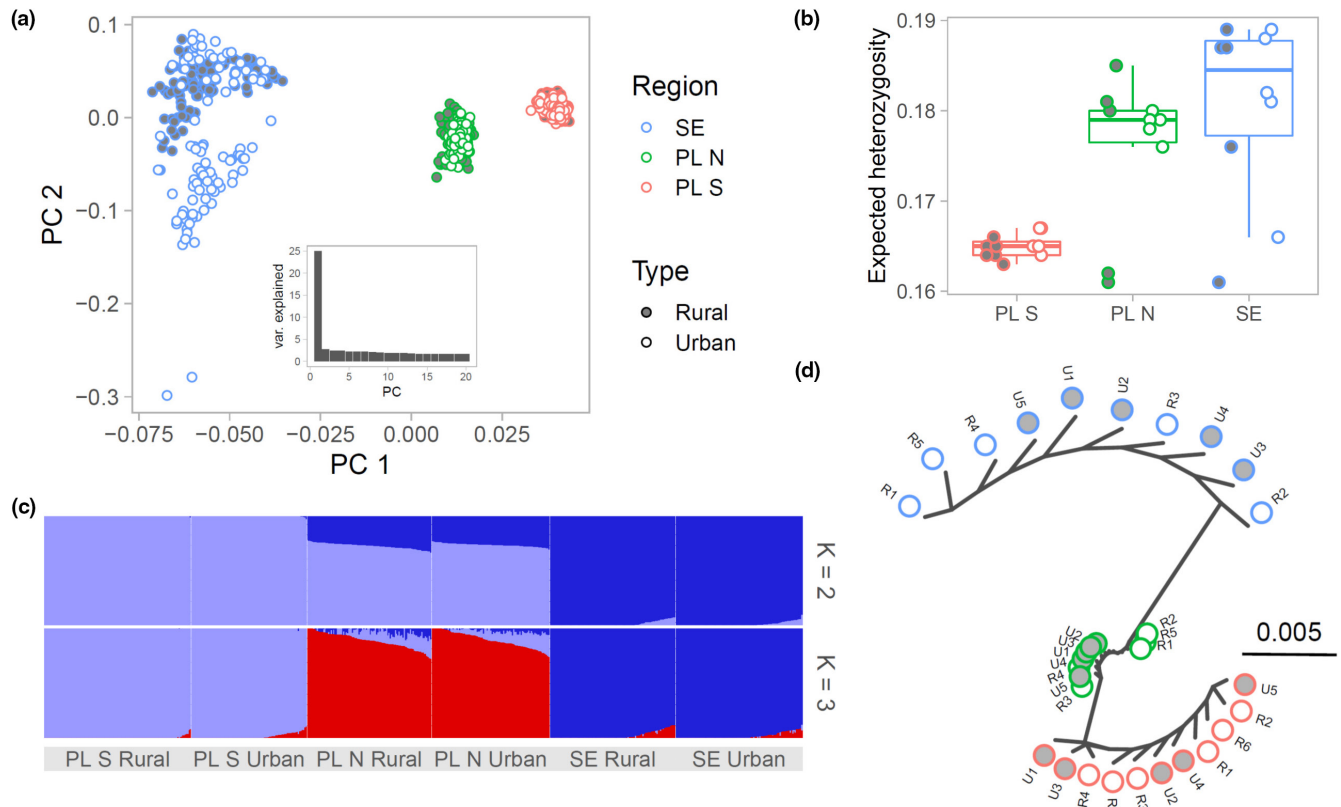 (a)
0.1
0.0
−0.1
−0.2
−0.3
PC 2
−0.075
−0.050
−0.025
0.000
0.025
PC 1
25
20
15
10
5
0
var. explained
0
5
10
15
20
PC
Region
SE
PL N
PL S
Type
Rural
Urban
(b)
0.19
0.18
0.17
0.16
Expected heterozygosity
PL S
PL N
SE
(c)
K = 2
K = 3
PL S Rural
PL S Urban
PL N Rural
PL N Urban
SE Rural
SE Urban
(d)
R1
R5
R4
U5
U1
U2
R3
U4
U3
R2
U2
U3
U1
U4
R4
U5
R3
R2
R5
R1
0.005
U5
R2
R6
R1
U4
U2
R4
U3
U1